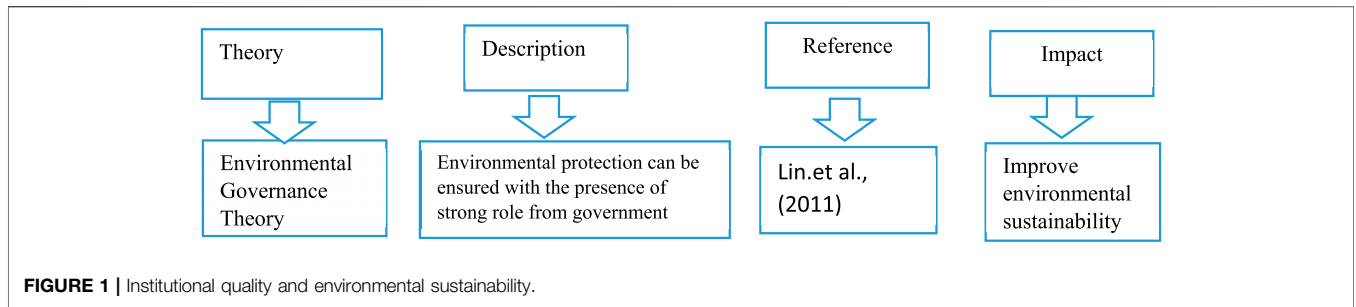 Theory
Description
Reference
Impact
Environmental
Governance
Theory
Environmental protection can be
ensured with the presence of
strong role from government
Lin.et al.,
(2011)
Improve
environmental
sustainability
FIGURE 1 | Institutional quality and environmental sustainability.